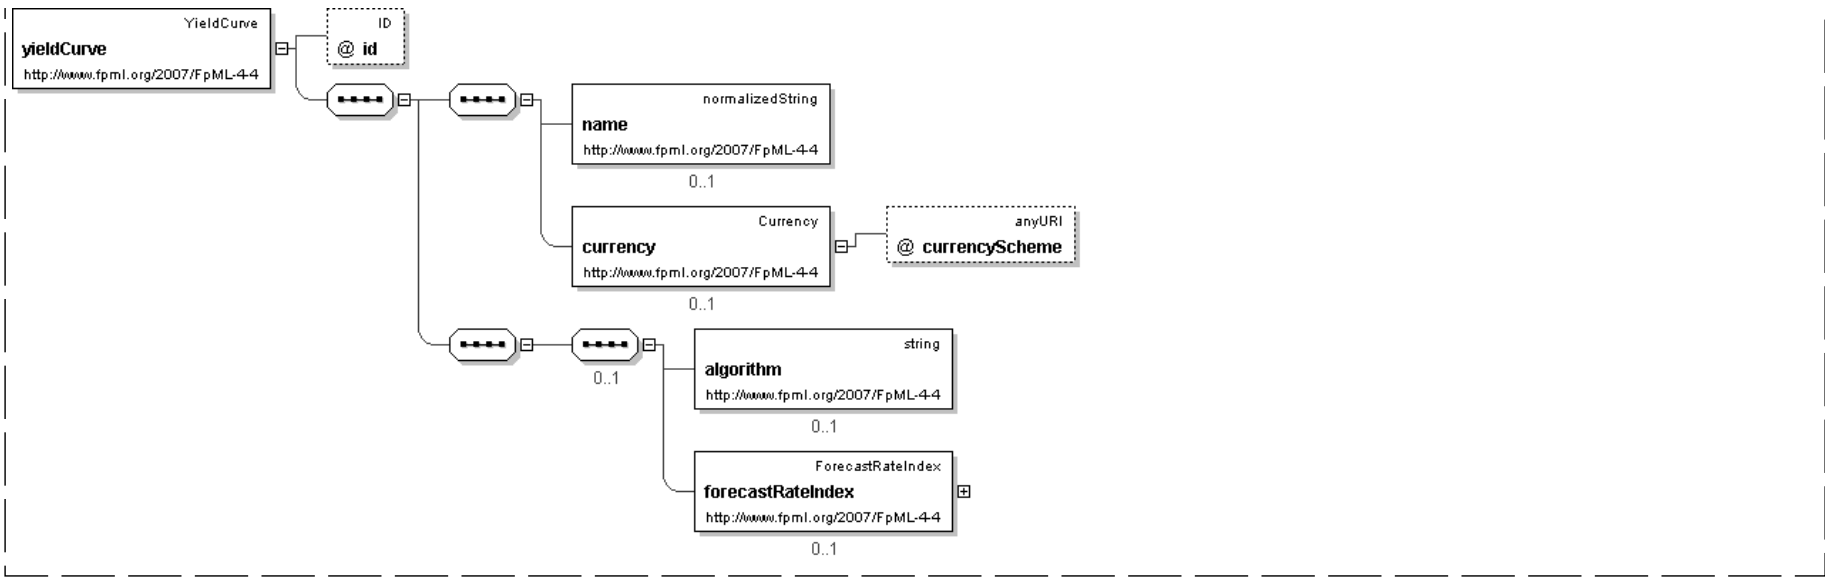 YieldCurve
yieldCurve
http://www.fpml.org/2007/FpML-4-4
ID
@ id
normalizedString
name
http://www.fpml.org/2007/FpML-4-4
0..1
Currency
currency
http://www.fpml.org/2007/FpML-4-4
0..1
anyURI
@ currencyScheme
0..1
string
algorithm
http://www.fpml.org/2007/FpML-4-4
0..1
ForecastRateIndex
forecastRateIndex
http://www.fpml.org/2007/FpML-4-4
0..1